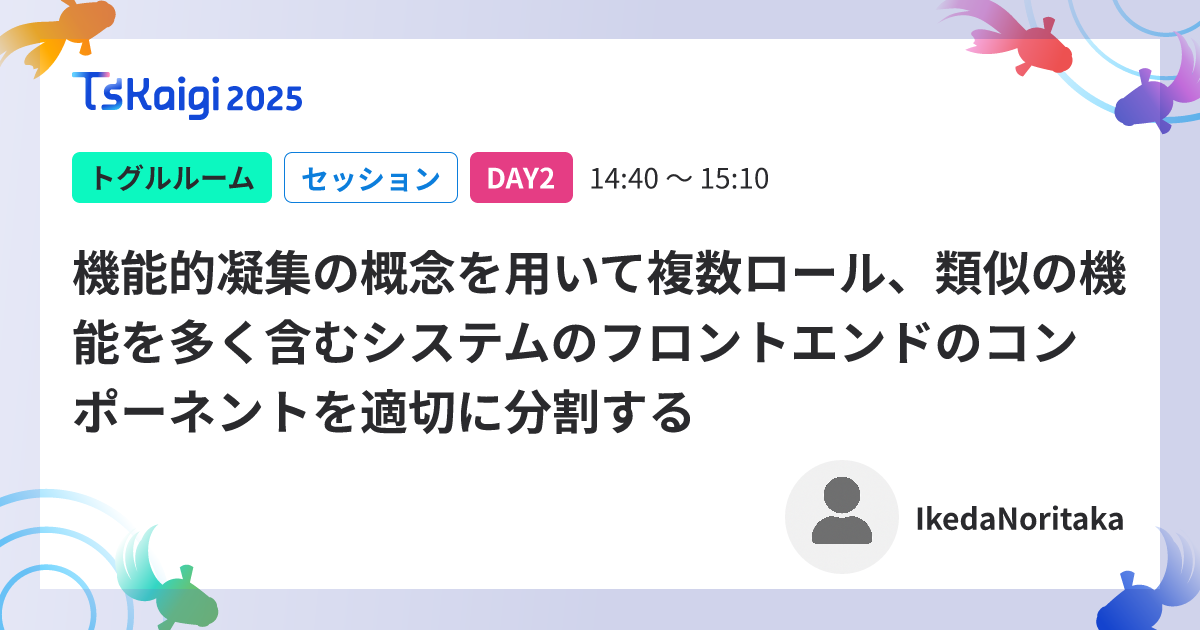 TsKaigi 2025
トグルルーム セッション DAY2 14:40 〜 15:10
機能的凝集の概念を用いて複数ロール、類似の機
能を多く含むシステムのフロントエンドのコン
ポーネントを適切に分割する
IkedaNoritaka